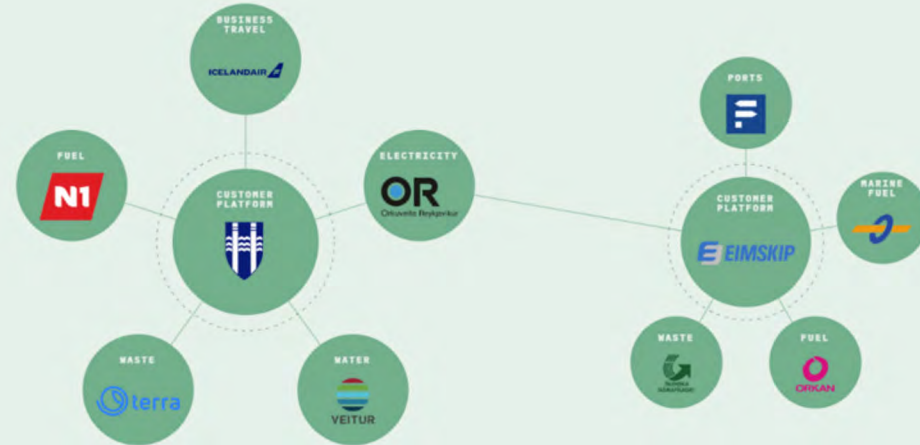 BUSINESS
TRAVEL
ICELANDAIR
FUEL
N1
CUSTOMER
PLATFORM
ELECTRICITY
OR
Orkuveita Reykjavíkur
WASTE
terra
WATER
VEITUR
PORTS
CUSTOMER
PLATFORM
EIMSKIP
MARINE
FUEL
WASTE
FUEL
ORKAN